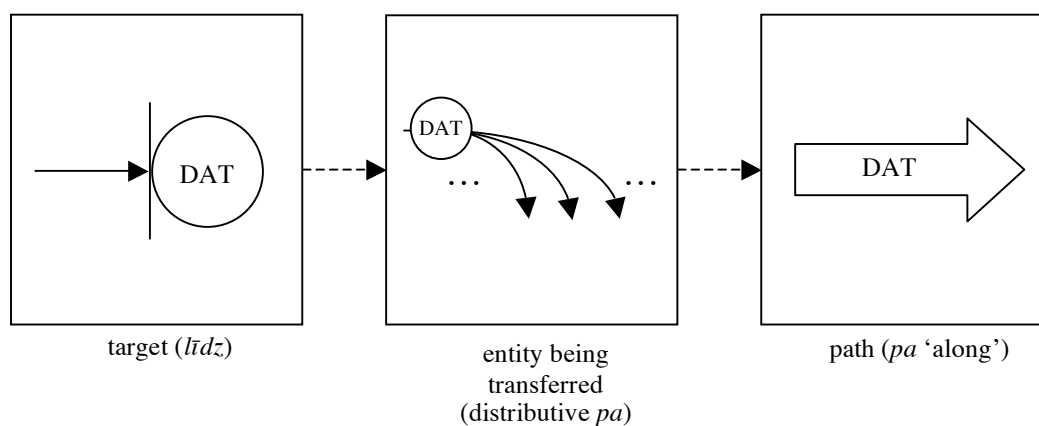 DAT
target (līdz)
DAT
... ...
entity being
transferred
(distributive pa)
DAT
path (pa ‘along’)